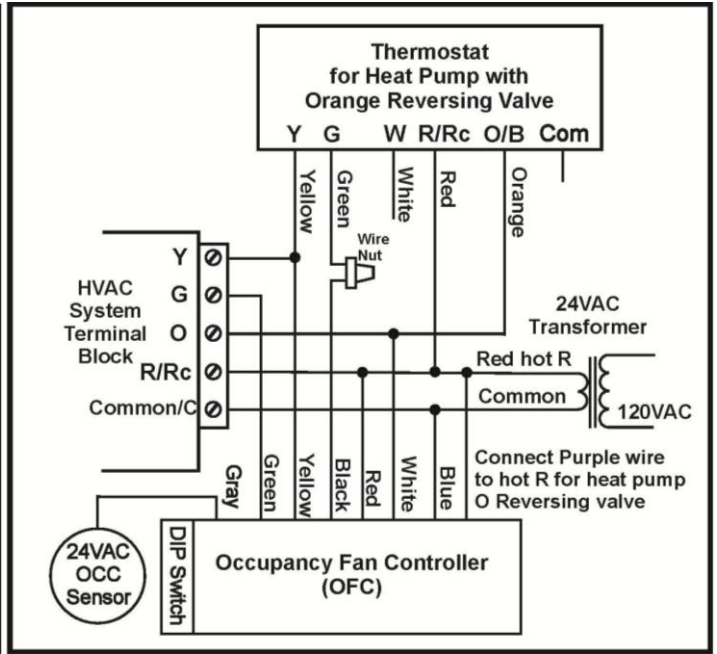 Thermostat
for Heat Pump with
Orange Reversing Valve
Y G W R/Rc O/B Com
Yellow
Green
White
Red
Orange
Wire
Nut
HVAC
System
Terminal
Block
Y
G
O
R/Rc
Common/C
24VAC
Transformer
Red hot R
Common
120VAC
Connect Purple wire
to hot R for heat pump
O Reversing valve
Gray
Green
Yellow
Black
Red
White
Blue
24VAC
OCC
Sensor
DIP Switch
Occupancy Fan Controller
(OFC)